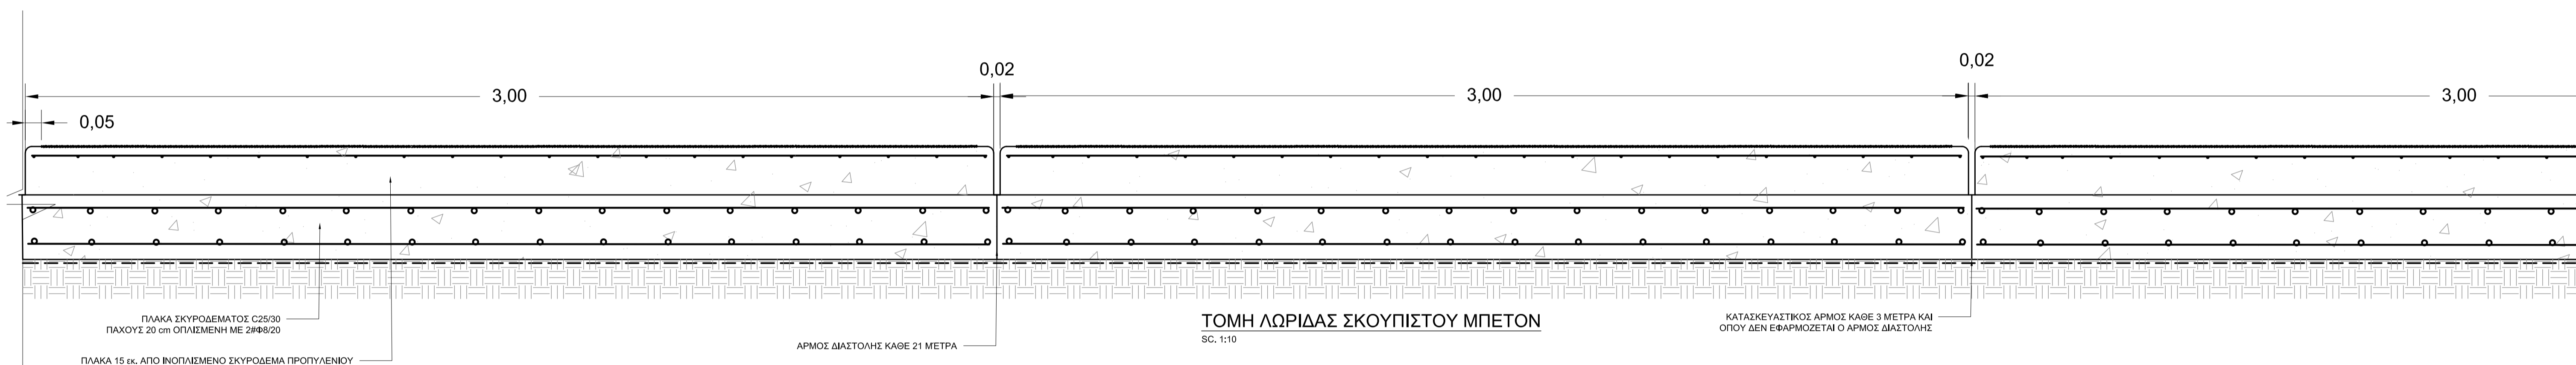 0,02
0,02
3,00
3,00
3,00
0,05
ΠΛΑΚΑ ΣΚΥΡΟΔΕΜΑΤΟΣ C25/30
ΠΑΧΟΥΣ 20 cm ΟΠΛΙΣΜΕΝΗ ΜΕ 2#Φ8/20
ΠΛΑΚΑ 15 εκ. ΑΠΟ ΙΝΟΠΛΙΣΜΕΝΟ ΣΚΥΡΟΔΕΜΑ ΠΡΟΠΥΛΕΝΙΟΥ
ΑΡΜΟΣ ΔΙΑΣΤΟΛΗΣ ΚΑΘΕ 21 ΜΕΤΡΑ
ΤΟΜΗ ΛΩΡΙΔΑΣ ΣΚΟΥΠΙΣΤΟΥ ΜΠΕΤΟΝ
SC. 1:10
ΚΑΤΑΣΚΕΥΑΣΤΙΚΟΣ ΑΡΜΟΣ ΚΑΘΕ 3 ΜΕΤΡΑ ΚΑΙ
ΟΠΟΥ ΔΕΝ ΕΦΑΡΜΟΖΕΤΑΙ Ο ΑΡΜΟΣ ΔΙΑΣΤΟΛΗΣ